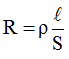 R = ρ ℓ/S